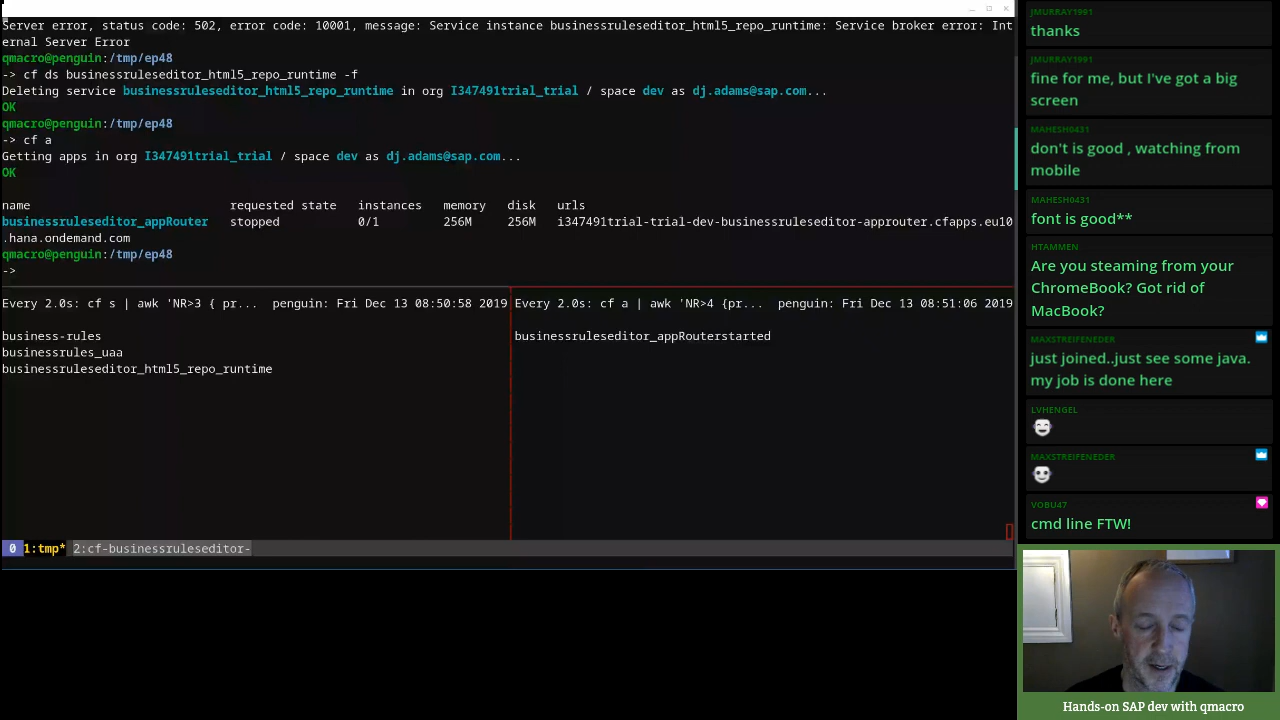 Server error, status code: 502, error code: 10001, message: Service instance businessruleseditor_html5_repo_runtime: Service broker error: Int
ernal Server Error
qmacro@penguin:/tmp/ep48
-> cf ds businessruleseditor_html5_repo_runtime -f
Deleting service businessruleseditor_html5_repo_runtime in org I347491trial_trial / space dev as dj.adams@sap.com...
OK
qmacro@penguin:/tmp/ep48
-> cf a
Getting apps in org I347491trial_trial / space dev as dj.adams@sap.com...
OK
name requested state instances memory disk urls
businessruleseditor_appRouter stopped 0/1 256M 256M i347491trial-trial-dev-businessruleseditor-approuter.cfapps.eu10
.hana.ondemand.com
qmacro@penguin:/tmp/ep48
->
Every 2.0s: cf s | awk 'NR>3 { pr... penguin: Fri Dec 13 08:50:58 2019
business-rules
businessrules_uaa
businessruleseditor_html5_repo_runtime
Every 2.0s: cf a | awk 'NR>4 {pr... penguin: Fri Dec 13 08:51:06 2019
businessruleseditor_appRouterstarted
0 1:tmp* 2:cf-businessruleseditor-
JMURRAY1991
thanks
JMURRAY1991
fine for me, but I've got a big
screen
MAHESH0431
don't is good , watching from
mobile
MAHESH0431
font is good**
HTAMMEN
Are you steaming from your
ChromeBook? Got rid of
MacBook?
MAXSTREIFENEDER
just joined..just see some java.
my job is done here
LVHENGEL
MAXSTREIFENEDER
VOBU47
cmd line FTW!
Hands-on SAP dev with qmacro